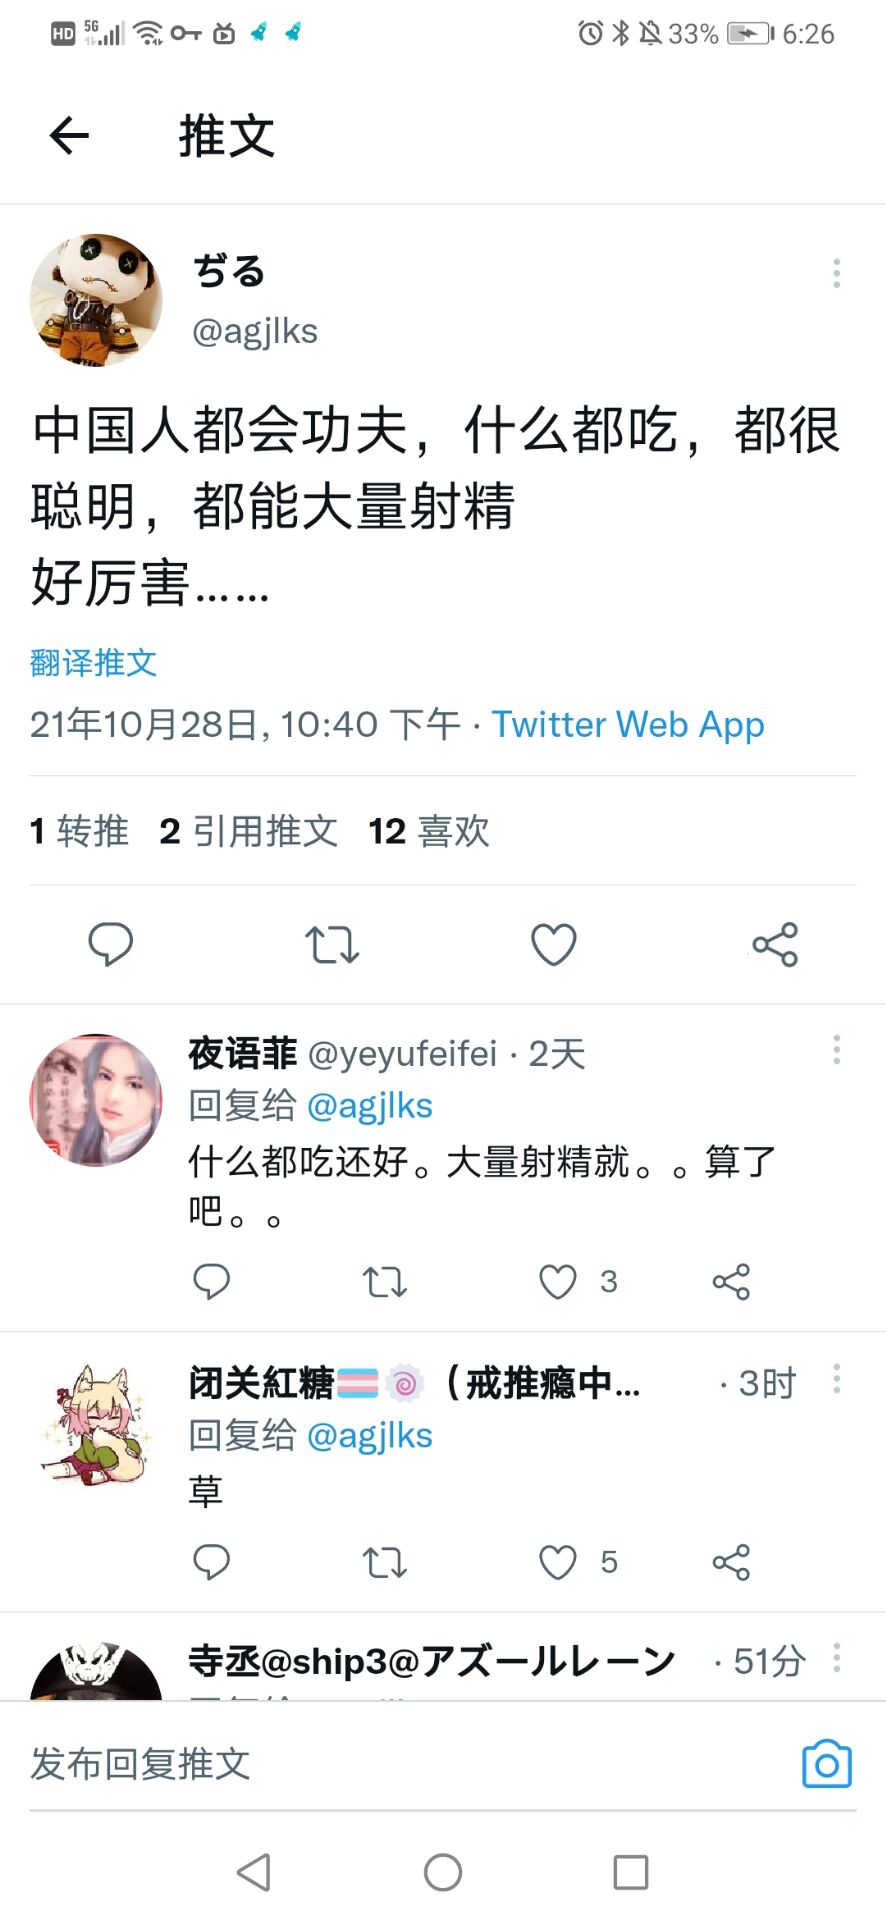 HD 5G 33% 6:26
推文
ぢる
@agjlks
中国人都会功夫，什么都吃，都很
聪明，都能大量射精
好厉害……
翻译推文
21年10月28日, 10:40 下午 · Twitter Web App
1 转推 2 引用推文 12 喜欢
夜语菲 @yeyufeifei · 2天
回复给 @agjlks
什么都吃还好。大量射精就。。算了
吧。。
3
闭关紅糖🏳️‍⚧️🍥（戒推瘾中... · 3时
回复给 @agjlks
草
5
寺丞@ship3@アズールレーン · 51分
发布回复推文